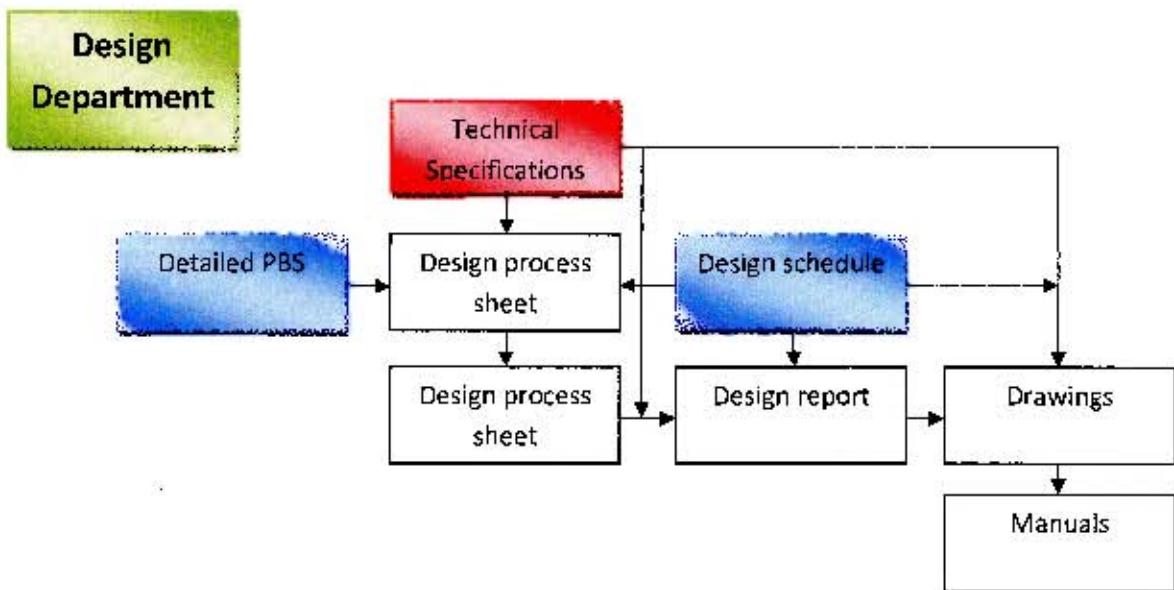 Design
Department
Technical
Specifications
Detailed PBS
Design process
sheet
Design schedule
Design process
sheet
Design report
Drawings
Manuals